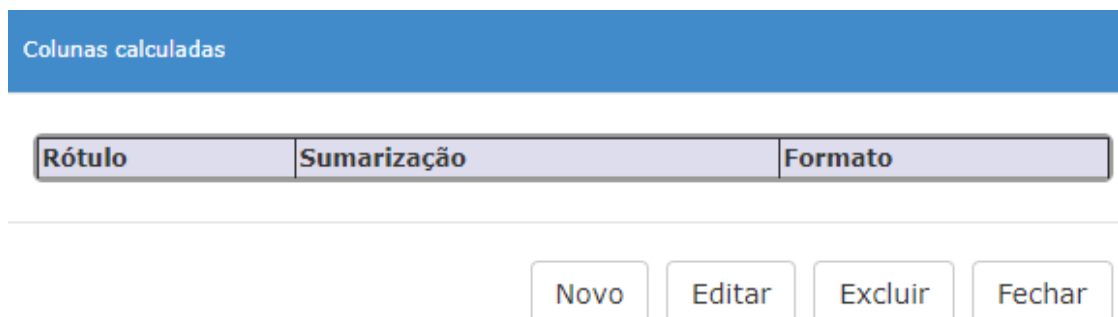 Colunas calculadas
Rótulo Sumarização Formato
Novo Editar Excluir Fechar